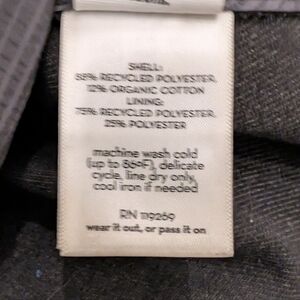 SHELL:
88% RECYCLED POLYESTER,
12% ORGANIC COTTON
LINING:
75% RECYCLED POLYESTER,
25% POLYESTER
machine wash cold
(up to 86°F), delicate
cycle, line dry only,
cool iron if needed
RN 119269
wear it out, or pass it on